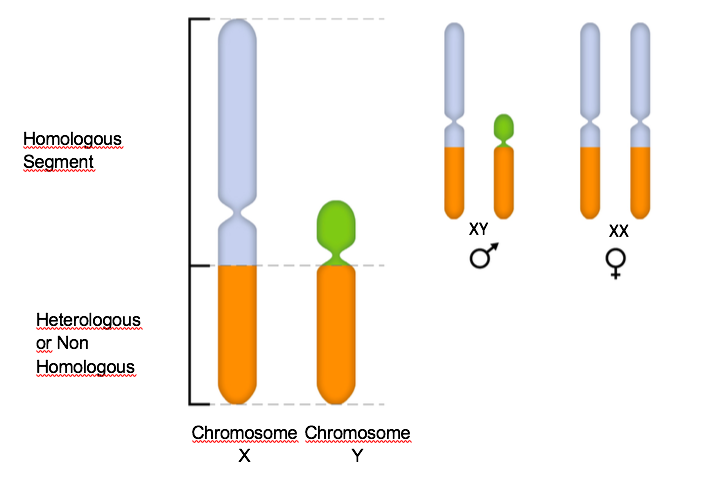 Homologous
Segment
Heterologous
or Non
Homologous
Chromosome
X
Chromosome
Y
XY
♂
XX
♀